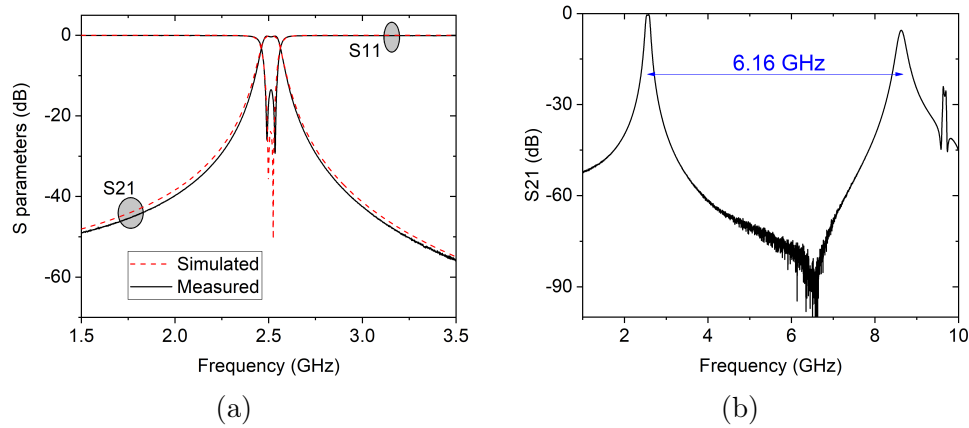 0
-20
-40
-60
S parameters (dB)
S11
S21
Simulated
Measured
1.5 2.0 2.5 3.0 3.5
Frequency (GHz)
(a)
0
-30
-60
-90
S21 (dB)
6.16 GHz
2 4 6 8 10
Frequency (GHz)
(b)